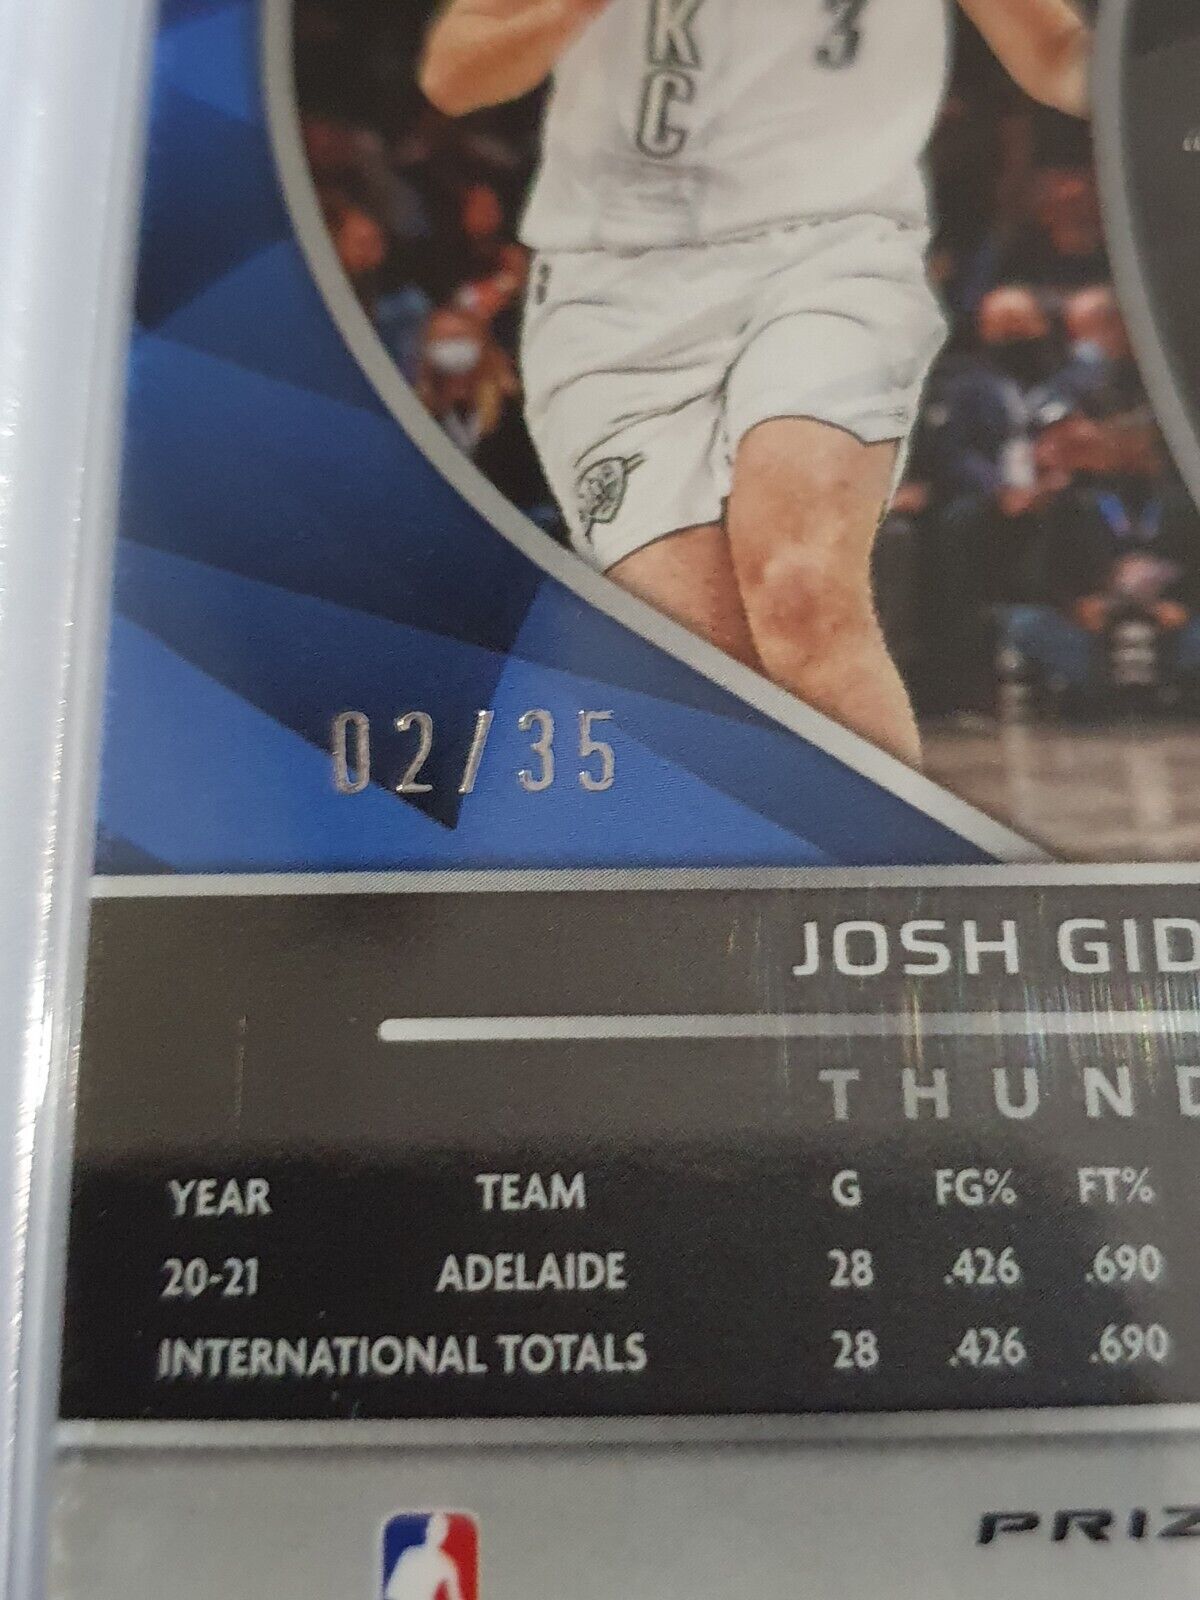 KC
3
02/35
JOSH GID
THUND
YEAR TEAM G FG% FT%
20-21 ADELAIDE 28 .426 .690
INTERNATIONAL TOTALS 28 .426 .690
PRIZ